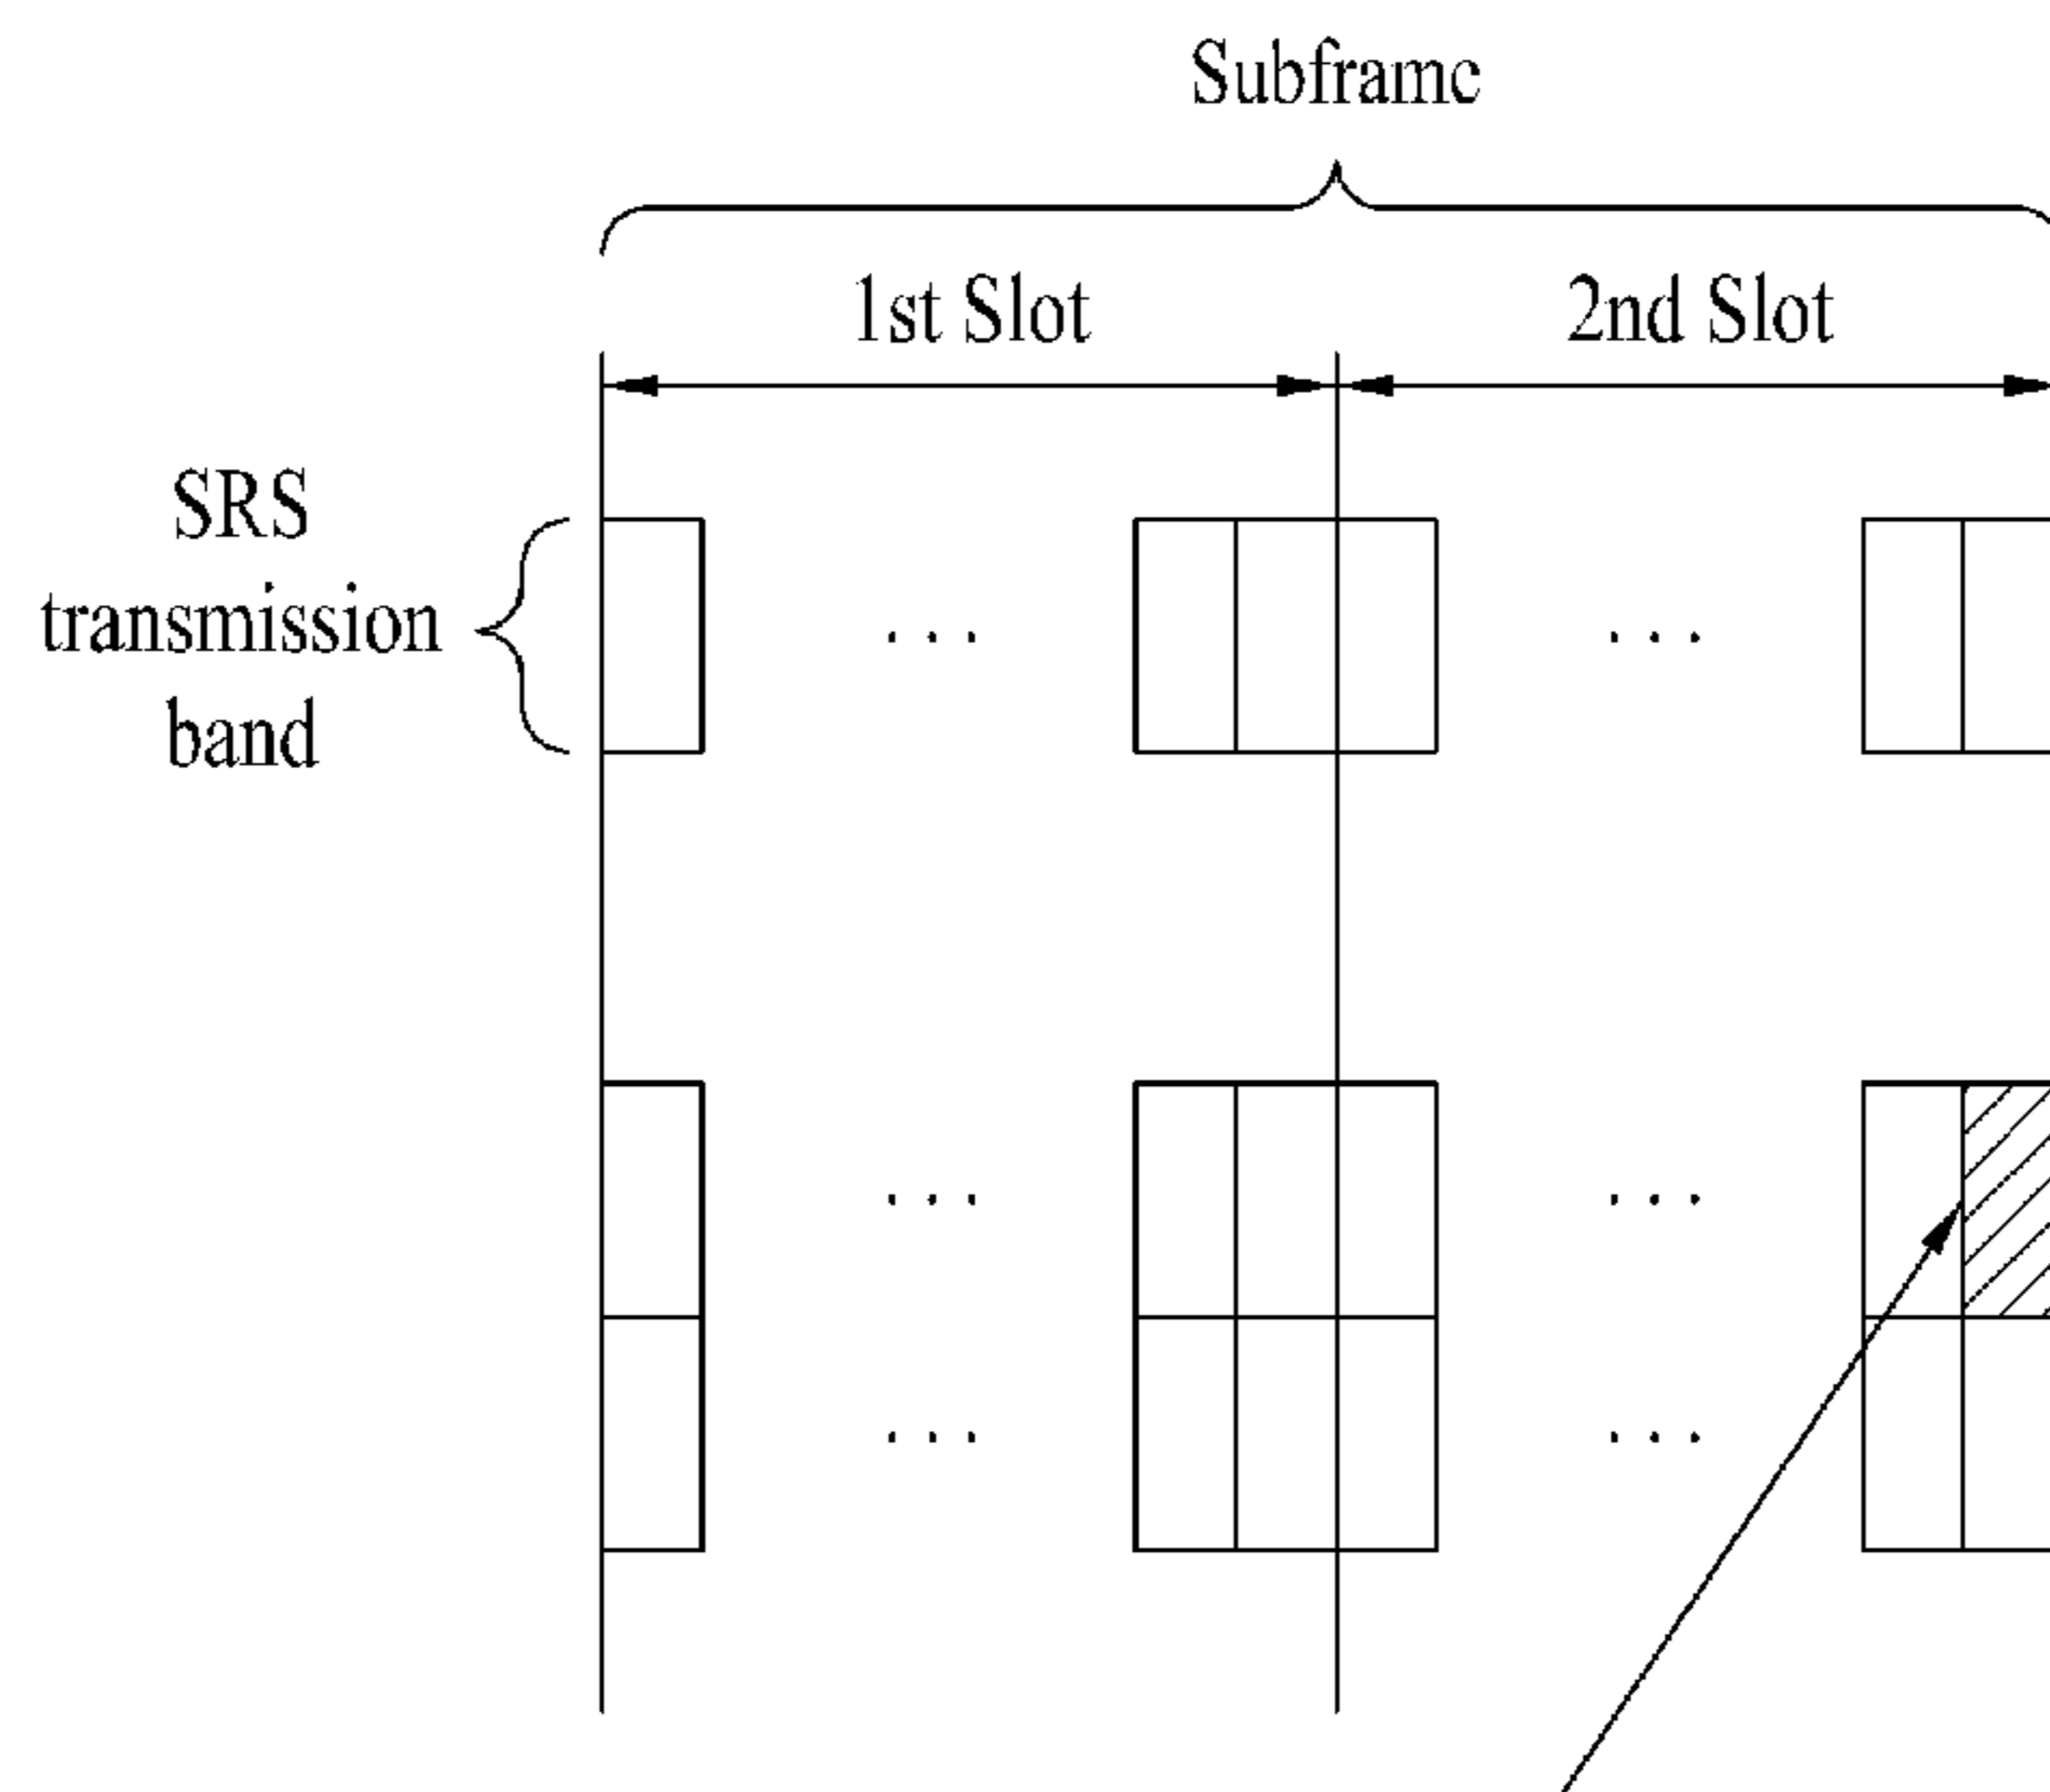 Subframe
1st Slot
2nd Slot
SRS
transmission
band
...
...
...
...
...
...